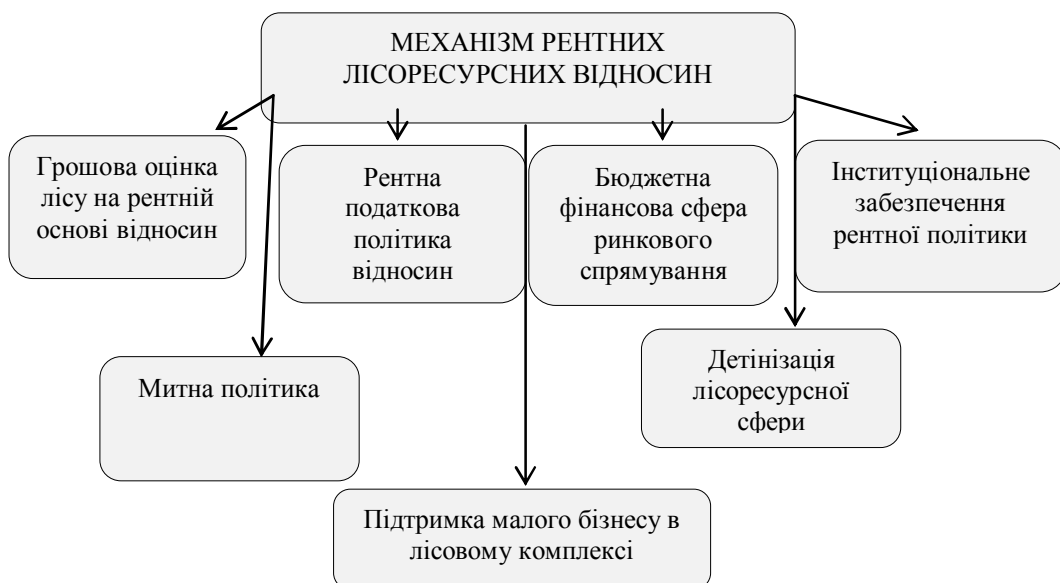 МЕХАНІЗМ РЕНТНИХ
ЛІСОРЕСУРСНИХ ВІДНОСИН
Грошова оцінка
лісу на рентній
основі відносин
Рентна
податкова
політика
відносин
Бюджетна
фінансова сфера
ринкового
спрямування
Інституціональне
забезпечення
рентної політики
Митна політика
Детінізація
лісоресурсної
сфери
Підтримка малого бізнесу в
лісовому комплексі